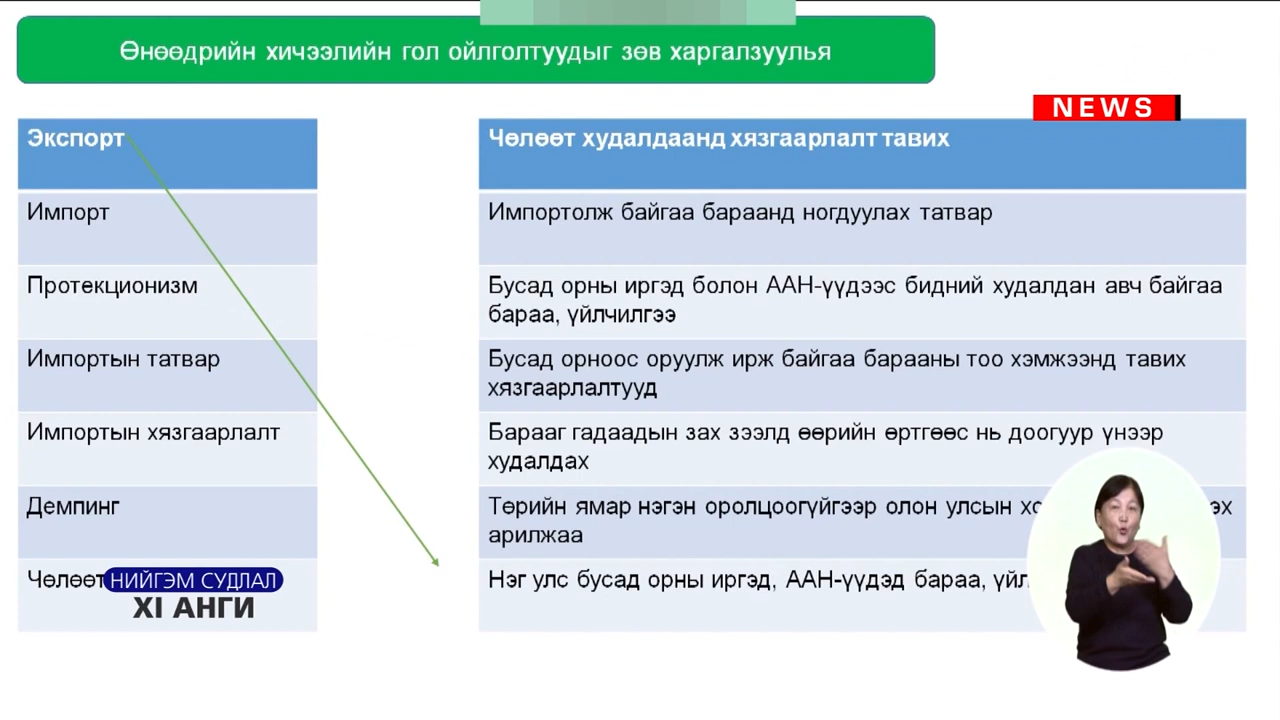 Өнөөдрийн хичээлийн гол ойлголтуудыг зөв харгалзуулья
NEWS
Экспорт
Чөлөөт худалдаанд хязгаарлалт тавих
Импорт
Импортолж байгаа бараанд ногдуулах татвар
Протекционизм
Бусад орны иргэд болон ААН-үүдээс бидний худалдан авч байгаа
бараа, үйлчилгээ
Импортын татвар
Бусад орноос оруулж ирж байгаа барааны тоо хэмжээнд тавих
хязгаарлалтууд
Импортын хязгаарлалт
Барааг гадаадын зах зээлд өөрийн өртгөөс нь доогуур үнээр
худалдах
Демпинг
Төрийн ямар нэгэн оролцоогүйгээр олон улсын
арилжаа
Чөлөөт
Нэг улс бусад орны иргэд, ААН-үүдэд бараа,
НИЙГЭМ СУДЛАЛ
XI АНГИ